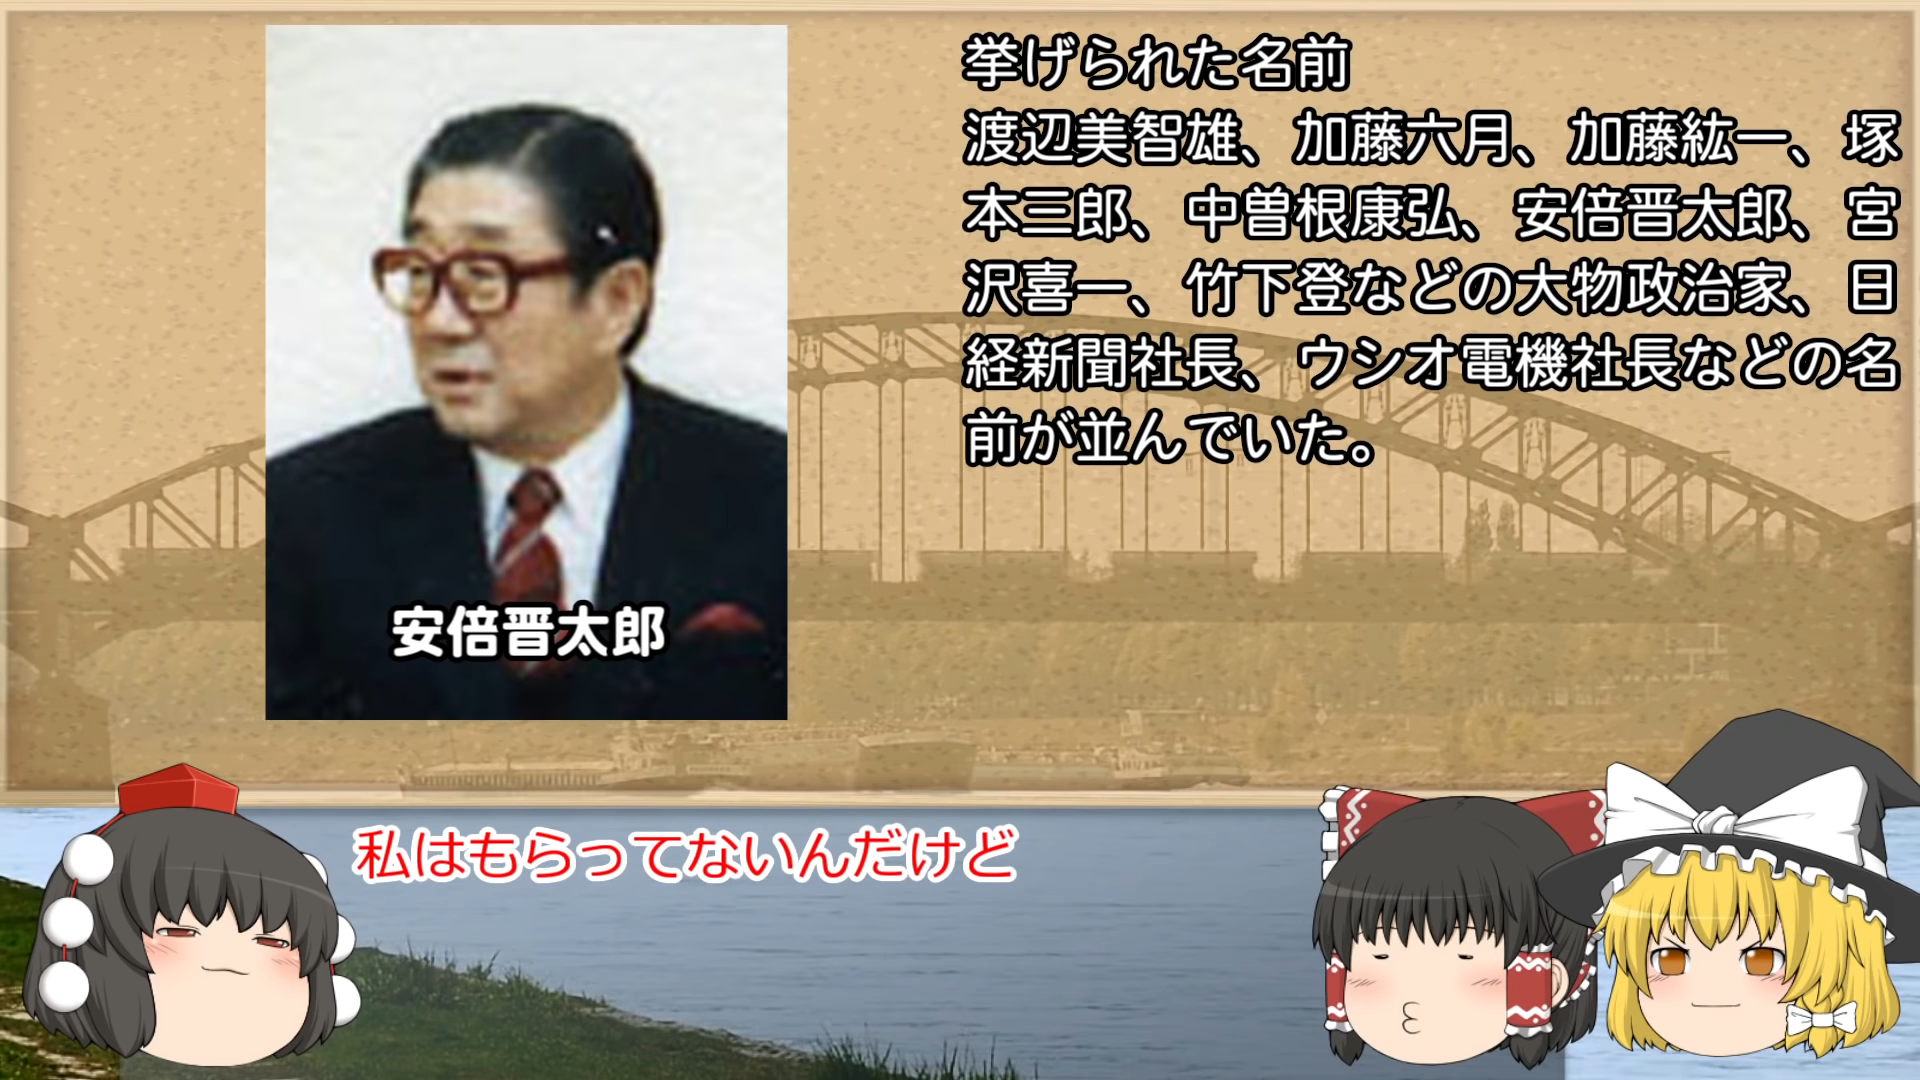 挙げられた名前
渡辺美智雄、加藤六月、加藤紘一、塚
本三郎、中曽根康弘、安倍晋太郎、宮
沢喜一、竹下登などの大物政治家、日
経新聞社長、ウシオ電機社長などの名
前が並んでいた。
安倍晋太郎
私はもらってないんだけど